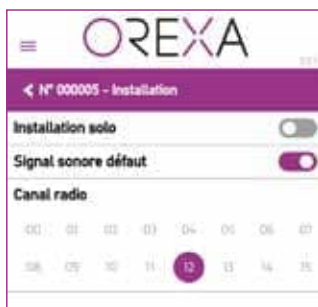 OREXA
< N° 000005 - Installation
Installation solo
Signal sonore défaut
Canal radio
00 01 02 03 04 05 06 07
08 09 10 11 12 13 14 15